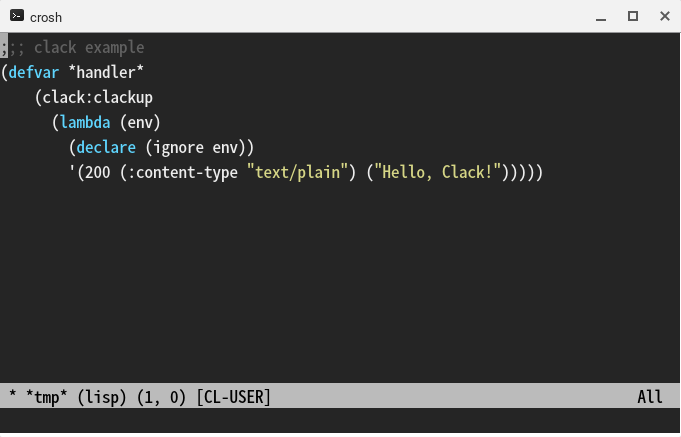 crosh
;;; clack example
(defvar *handler*
    (clack:clackup
      (lambda (env)
        (declare (ignore env))
        '(200 (:content-type "text/plain") ("Hello, Clack!")))))
* *tmp* (lisp) (1, 0) [CL-USER] All